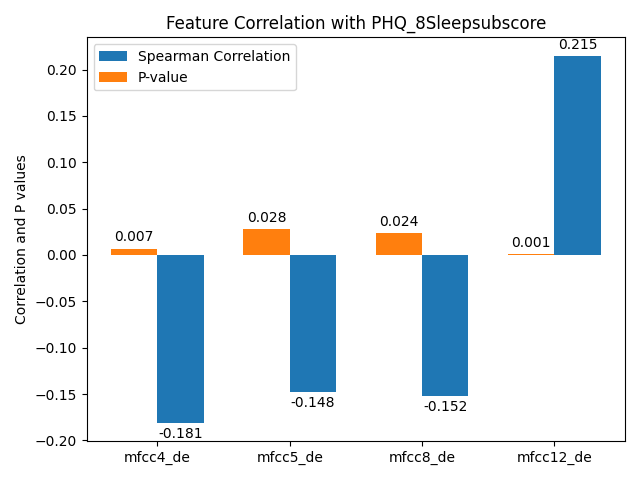 Feature Correlation with PHQ_8Sleepsubscore
Spearman Correlation
P-value
Correlation and P values
0.20
0.15
0.10
0.05
0.00
−0.05
−0.10
−0.15
−0.20
0.007
-0.181
0.028
-0.148
0.024
-0.152
0.001
0.215
mfcc4_de
mfcc5_de
mfcc8_de
mfcc12_de